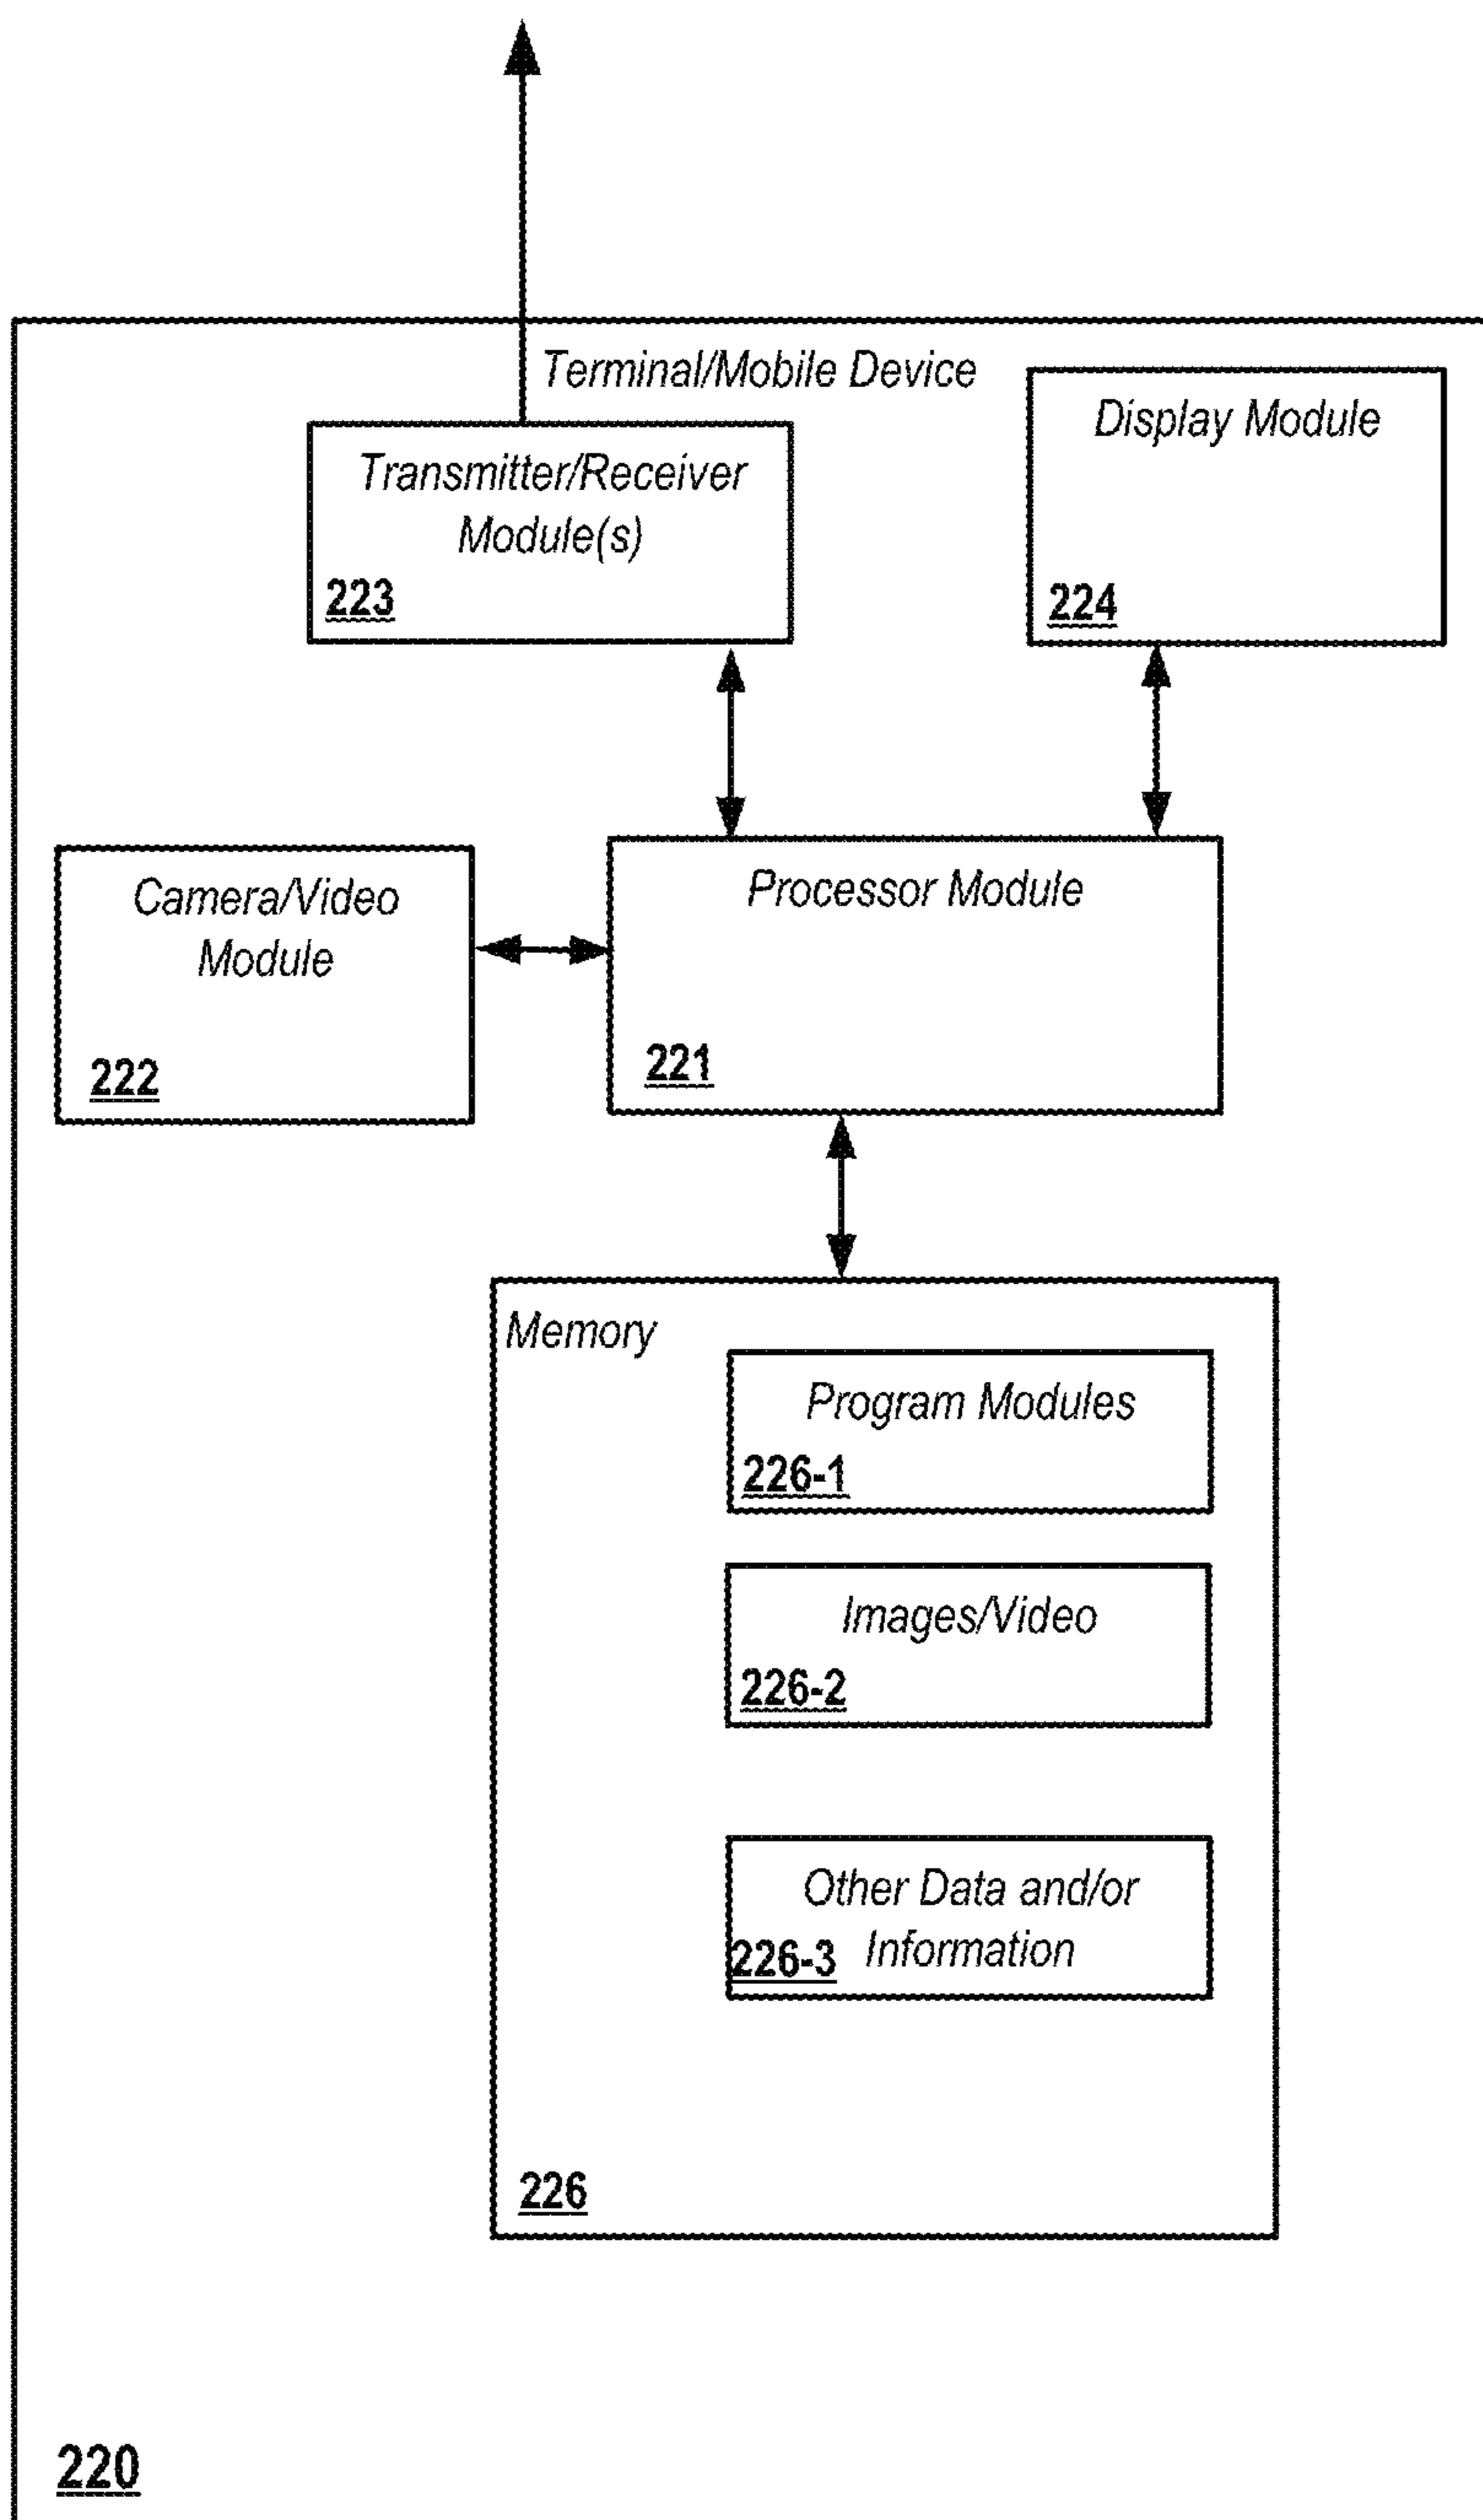 Terminal/Mobile Device
Transmitter/Receiver
Module(s)
223
Display Module
224
Camera/Video
Module
222
Processor Module
221
Memory
Program Modules
226-1
Images/Video
226-2
Other Data and/or
226-3 Information
226
220